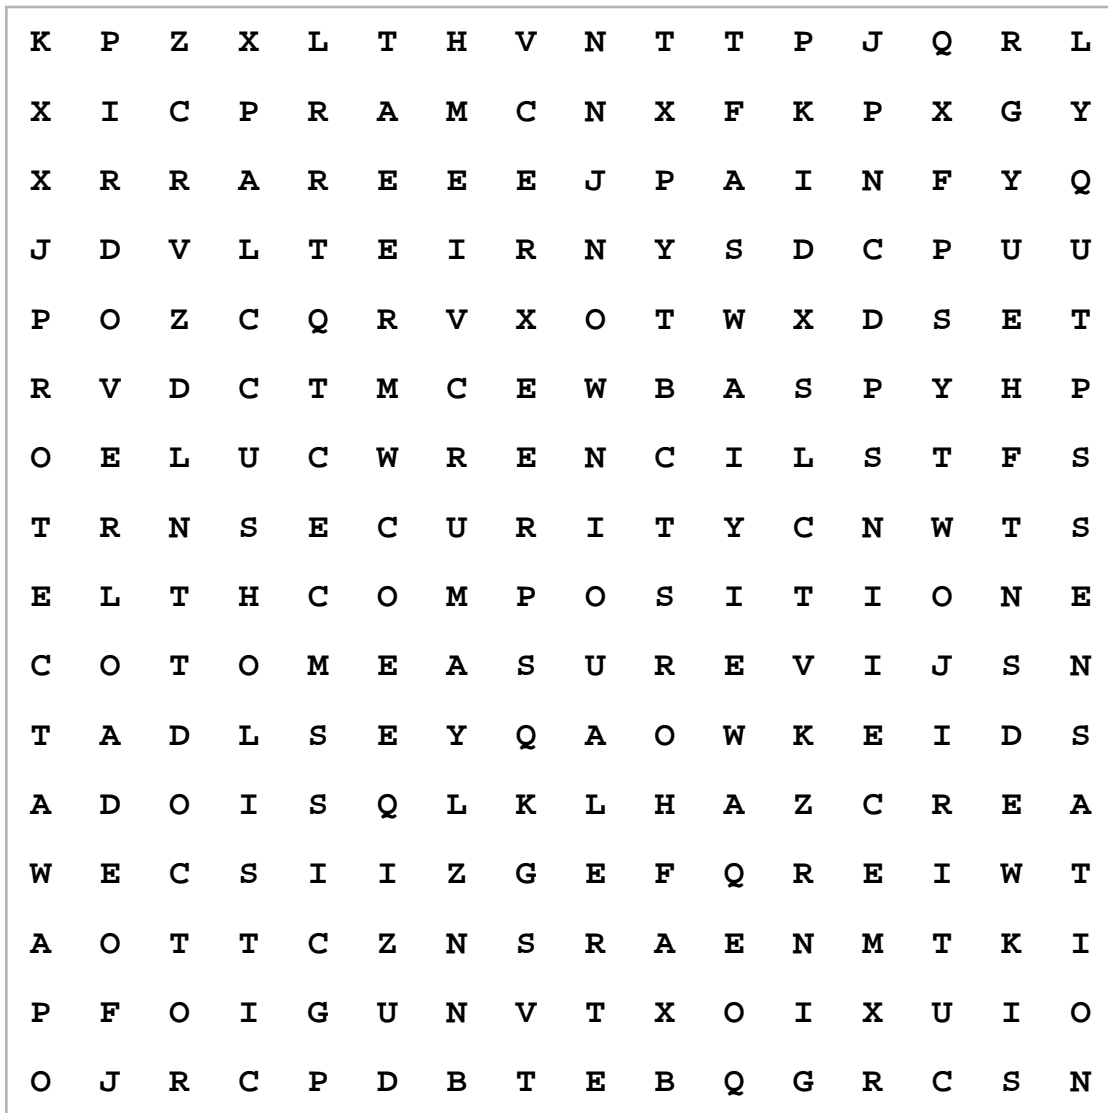 K P Z X L T H V N T T P J Q R L
X I C P R A M C N X F K P X G Y
X R R A R E E E J P A I N F Y Q
J D V L T E I R N Y S D C P U U
P O Z C Q R V X O T W X D S E T
R V D C T M C E W B A S P Y H P
O E L U C W R E N C I L S T F S
T R N S E C U R I T Y C N W T S
E L T H C O M P O S I T I O N E
C O T O M E A S U R E V I J S N
T A D L S E Y Q A O W K E I D S
A D O I S Q L K L H A Z C R E A
W E C S I I Z G E F Q R E I W T
A O T T C Z N S R A E N M T K I
P F O I G U N V T X O I X U I O
O J R C P D B T E B Q G R C S N